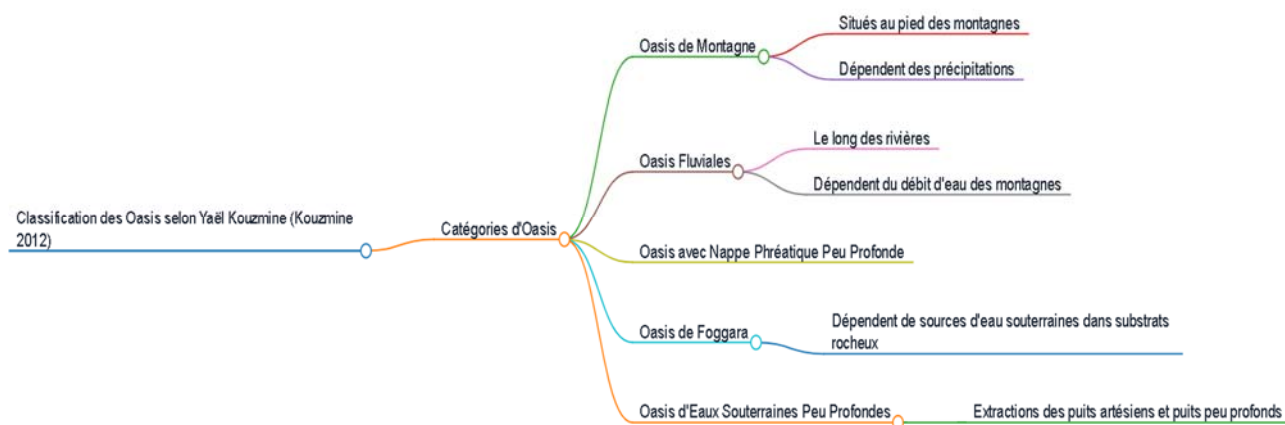 Classification des Oasis selon Yaël Kouzmine (Kouzmine
2012)
Catégories d'Oasis
Oasis de Montagne
Situés au pied des montagnes
Dépendent des précipitations
Oasis Fluviales
Le long des rivières
Dépendent du débit d'eau des montagnes
Oasis avec Nappe Phréatique Peu Profonde
Oasis de Foggara
Dépendent de sources d'eau souterraines dans substrats
rocheux
Oasis d'Eaux Souterraines Peu Profondes
Extractions des puits artésiens et puits peu profonds